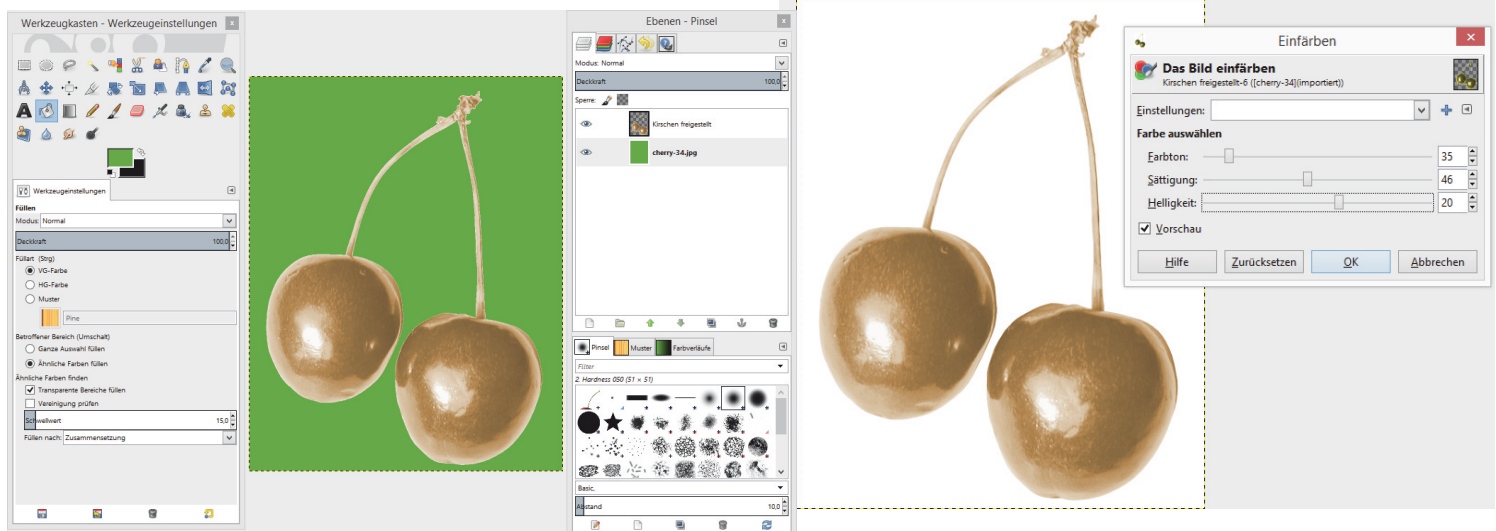 Werkzeugkasten - Werkzeugeinstellungen
Werkzeugeinstellungen
Füllen
Modus: Normal
Deckkraft 100,0
Füllart (Strg)
VG-Farbe
HG-Farbe
Muster
Pine
Betroffener Bereich (Umschalt)
Ganze Auswahl füllen
Ähnliche Farben füllen
Ähnliche Farben finden
Transparente Bereiche füllen
Vereinigung prüfen
Schwellwert 15,0
Füllen nach: Zusammensetzung
Ebenen - Pinsel
Modus: Normal
Deckkraft 100,0
Sperre:
Kirschen freigestellt
cherry-34.jpg
Pinsel Muster Farbverläufe
Filter
2. Hardness 050 (51 × 51)
Basic,
Abstand 10,0
Einfärben
Das Bild einfärben
Kirschen freigestellt-6 ([cherry-34](importiert))
Einstellungen:
Farbe auswählen
Farbton: 35
Sättigung: 46
Helligkeit: 20
Vorschau
Hilfe Zurücksetzen OK Abbrechen